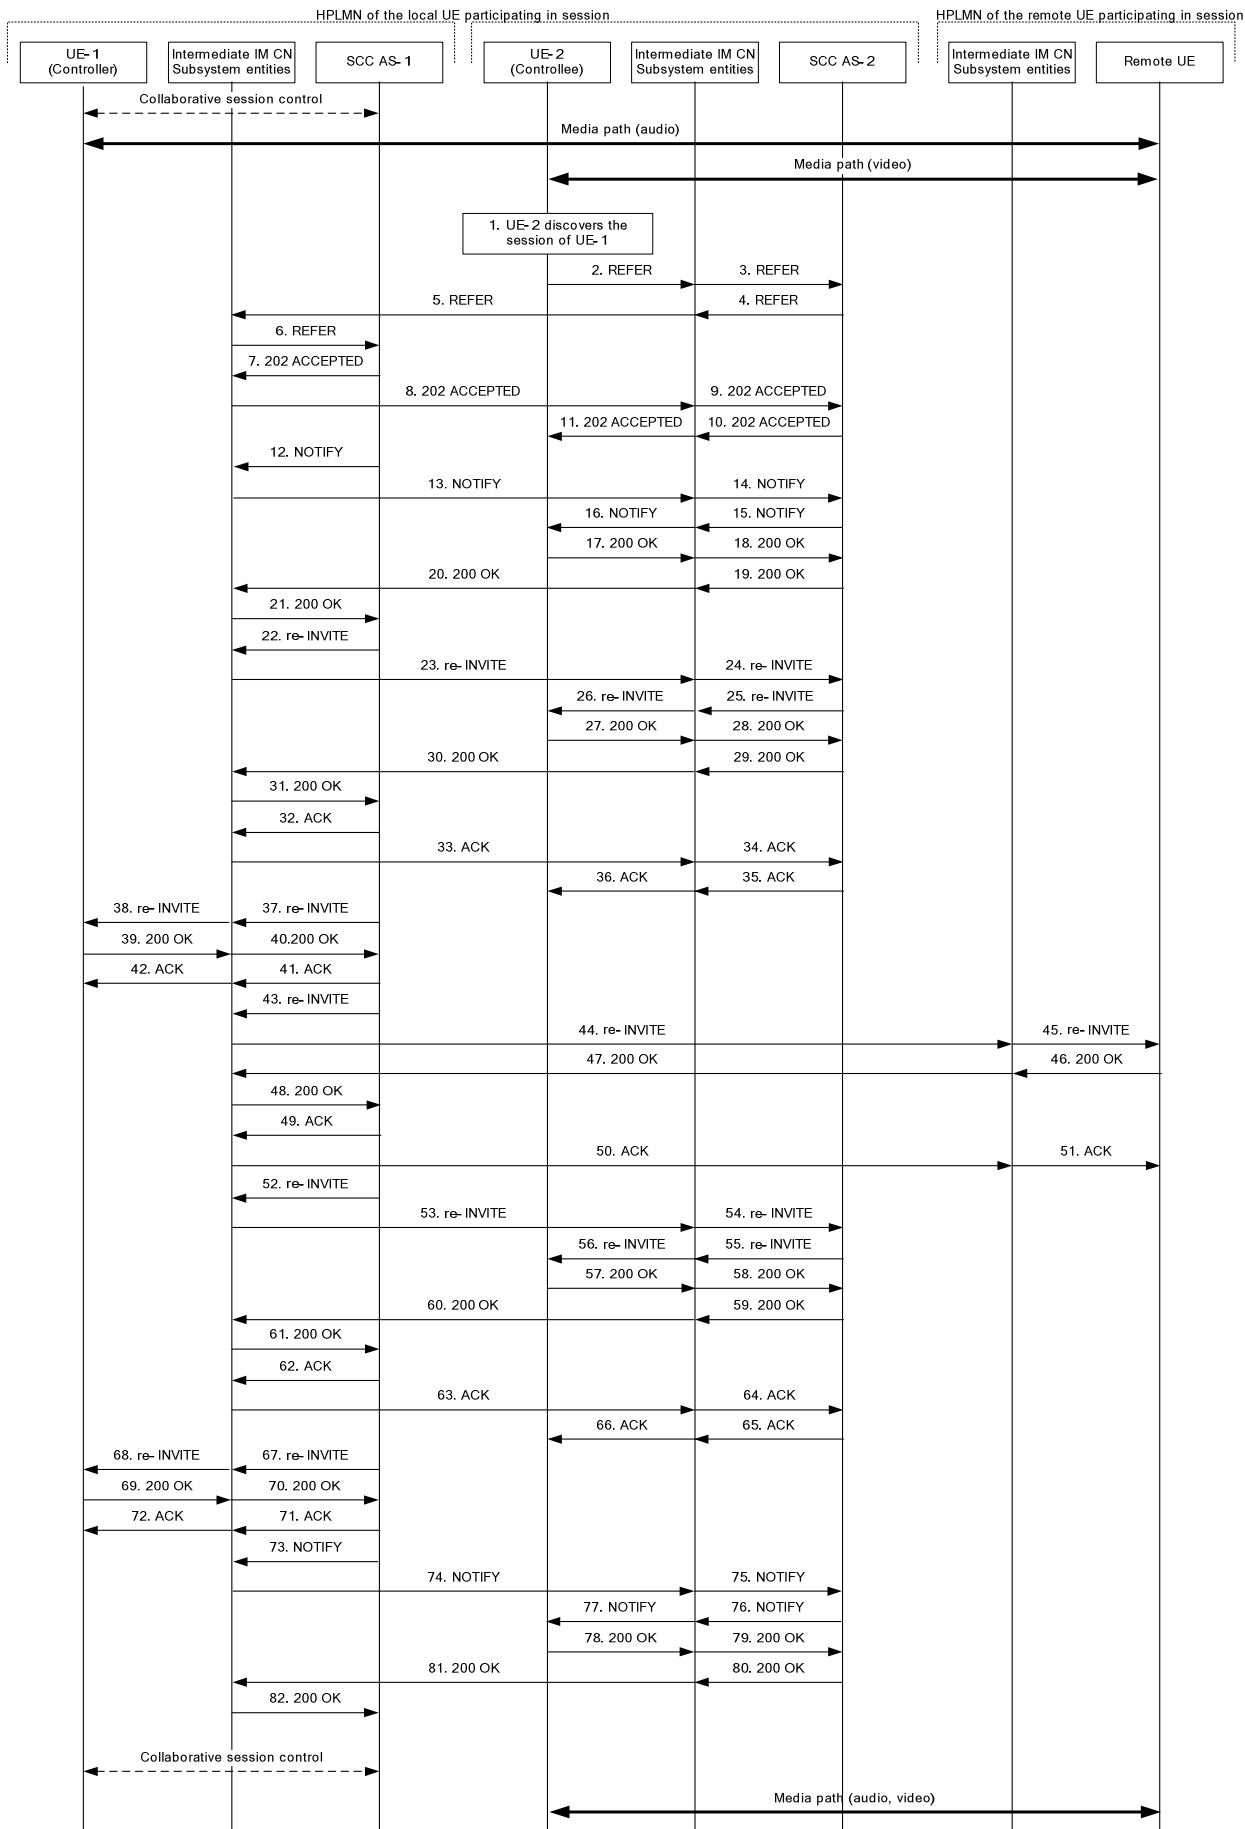 HPLMN of the local UE participating in session
HPLMN of the remote UE participating in session
UE-1
(Controller)
Intermediate IM CN
Subsystem entities
SCC AS-1
UE-2
(Controllee)
Intermediate IM CN
Subsystem entities
SCC AS-2
Intermediate IM CN
Subsystem entities
Remote UE
Collaborative session control
Media path (audio)
Media path (video)
1. UE-2 discovers the
session of UE-1
2. REFER
3. REFER
5. REFER
4. REFER
6. REFER
7. 202 ACCEPTED
8. 202 ACCEPTED
9. 202 ACCEPTED
11. 202 ACCEPTED
10. 202 ACCEPTED
12. NOTIFY
13. NOTIFY
14. NOTIFY
16. NOTIFY
15. NOTIFY
17. 200 OK
18. 200 OK
20. 200 OK
19. 200 OK
21. 200 OK
22. re-INVITE
23. re-INVITE
24. re-INVITE
26. re-INVITE
25. re-INVITE
27. 200 OK
28. 200 OK
30. 200 OK
29. 200 OK
31. 200 OK
32. ACK
33. ACK
34. ACK
36. ACK
35. ACK
38. re-INVITE
37. re-INVITE
39. 200 OK
40.200 OK
42. ACK
41. ACK
43. re-INVITE
44. re-INVITE
45. re-INVITE
47. 200 OK
46. 200 OK
48. 200 OK
49. ACK
50. ACK
51. ACK
52. re-INVITE
53. re-INVITE
54. re-INVITE
56. re-INVITE
55. re-INVITE
57. 200 OK
58. 200 OK
60. 200 OK
59. 200 OK
61. 200 OK
62. ACK
63. ACK
64. ACK
66. ACK
65. ACK
68. re-INVITE
67. re-INVITE
69. 200 OK
70. 200 OK
72. ACK
71. ACK
73. NOTIFY
74. NOTIFY
75. NOTIFY
77. NOTIFY
76. NOTIFY
78. 200 OK
79. 200 OK
81. 200 OK
80. 200 OK
82. 200 OK
Collaborative session control
Media path (audio, video)